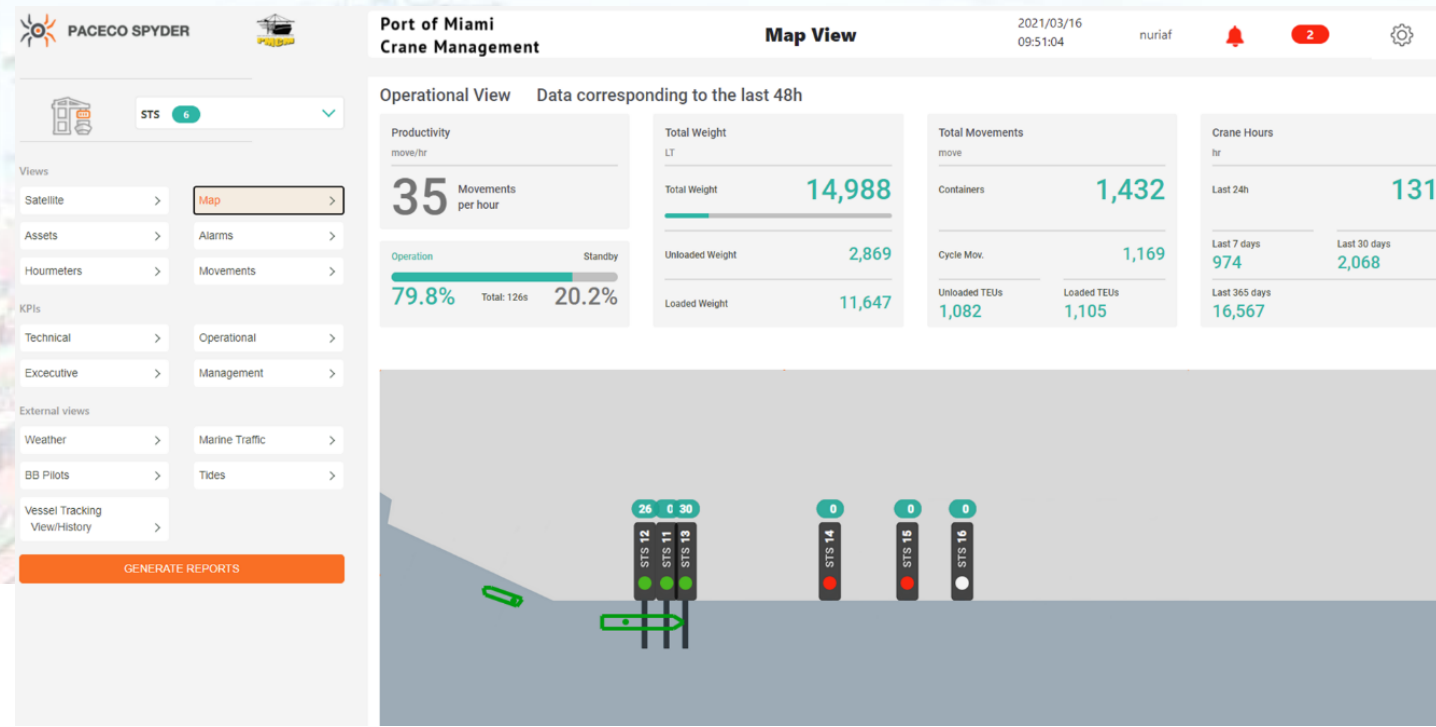 PACECO SPYDER
PMCM
Port of Miami
Crane Management
Map View
2021/03/16
09:51:04
nuriaf
2
STS 6
Views
Satellite
Map
Assets
Alarms
Hourmeters
Movements
KPIs
Technical
Operational
Excecutive
Management
External views
Weather
Marine Traffic
BB Pilots
Tides
Vessel Tracking
View/History
GENERATE REPORTS
Operational View Data corresponding to the last 48h
Productivity
move/hr
35 Movements
per hour
Operation Standby
79.8% Total: 126s 20.2%
Total Weight
LT
Total Weight 14,988
Unloaded Weight 2,869
Loaded Weight 11,647
Total Movements
move
Containers 1,432
Cycle Mov. 1,169
Unloaded TEUs Loaded TEUs
1,082 1,105
Crane Hours
hr
Last 24h 131
Last 7 days Last 30 days
974 2,068
Last 365 days
16,567
26 0 30 0 0 0
STS 12
STS 11
STS 13
STS 14
STS 15
STS 16